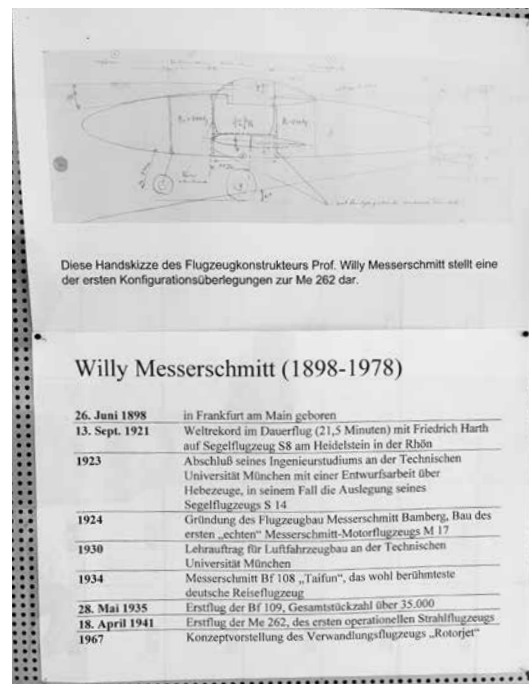 Diese Handskizze des Flugzeugkonstrukteurs Prof. Willy Messerschmitt stellt eine
der ersten Konfigurationsüberlegungen zur Me 262 dar.
Willy Messerschmitt (1898-1978)
26. Juni 1898 in Frankfurt am Main geboren
13. Sept. 1921 Weltrekord im Dauerflug (21,5 Minuten) mit Friedrich Harth
auf Segelflugzeug S8 am Heidelstein in der Rhön
1923 Abschluß seines Ingenieurstudiums an der Technischen
Universität München mit einer Entwurfsarbeit über
Hebezeuge, in seinem Fall die Auslegung seines
Segelflugzeugs S 14
1924 Gründung des Flugzeugbau Messerschmitt Bamberg, Bau des
ersten „echten“ Messerschmitt-Motorflugzeugs M 17
1930 Lehrauftrag für Luftfahrzeugbau an der Technischen
Universität München
1934 Messerschmitt Bf 108 „Taifun“, das wohl berühmteste
deutsche Reiseflugzeug
28. Mai 1935 Erstflug der Bf 109, Gesamtstückzahl über 35.000
18. April 1941 Erstflug der Me 262, des ersten operationellen Strahlflugzeugs
1967 Konzeptvorstellung des Verwandlungsflugzeugs „Rotorjet“